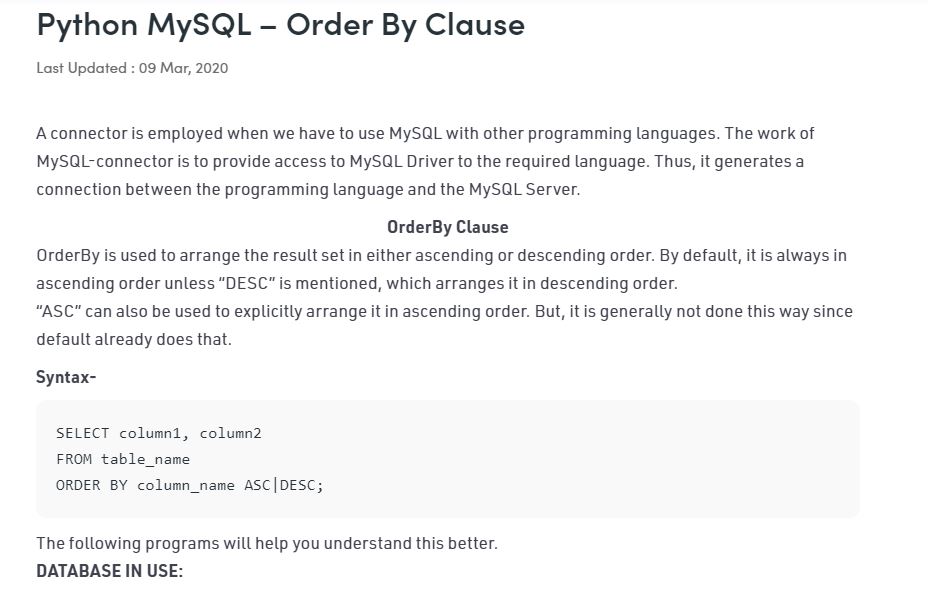 Python MySQL – Order By Clause
Last Updated : 09 Mar, 2020
A connector is employed when we have to use MySQL with other programming languages. The work of
MySQL-connector is to provide access to MySQL Driver to the required language. Thus, it generates a
connection between the programming language and the MySQL Server.
OrderBy Clause
OrderBy is used to arrange the result set in either ascending or descending order. By default, it is always in
ascending order unless “DESC” is mentioned, which arranges it in descending order.
“ASC” can also be used to explicitly arrange it in ascending order. But, it is generally not done this way since
default already does that.
Syntax-
SELECT column1, column2
FROM table_name
ORDER BY column_name ASC|DESC;
The following programs will help you understand this better.
DATABASE IN USE: